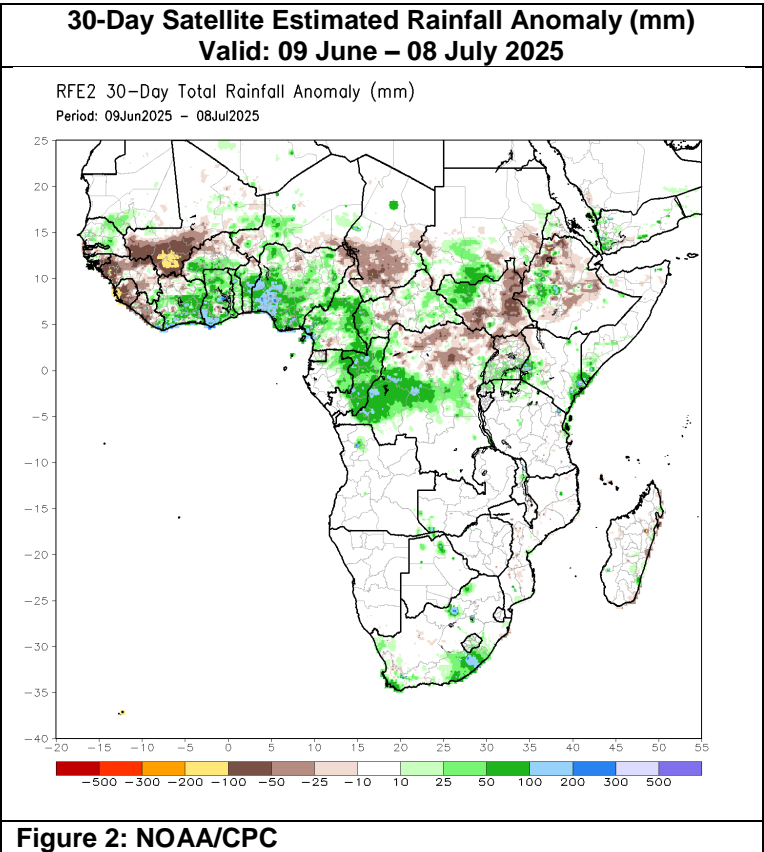 30-Day Satellite Estimated Rainfall Anomaly (mm)
Valid: 09 June – 08 July 2025
RFE2 30–Day Total Rainfall Anomaly (mm)
Period: 09Jun2025 – 08Jul2025
25
20
15
10
5
0
−5
−10
−15
−20
−25
−30
−35
−40
−20 −15 −10 −5 0 5 10 15 20 25 30 35 40 45 50 55
−500 −300 −200 −100 −50 −25 −10 10 25 50 100 200 300 500
Figure 2: NOAA/CPC